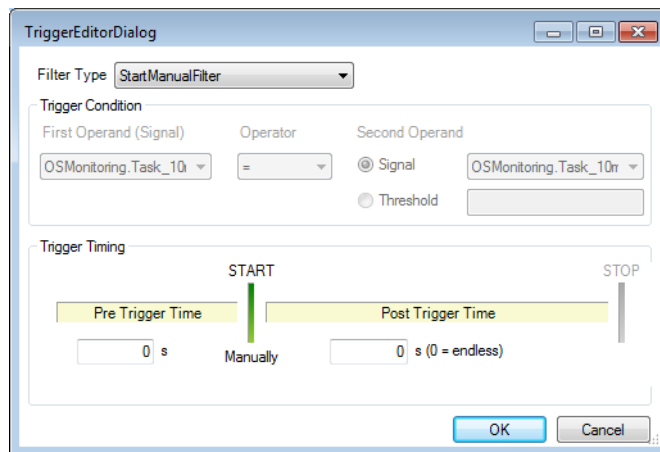 TriggerEditorDialog
Filter Type StartManualFilter
Trigger Condition
First Operand (Signal) Operator Second Operand
OSMonitoring.Task_10 = Signal OSMonitoring.Task_10m
Threshold
Trigger Timing
START STOP
Pre Trigger Time Post Trigger Time
0 s Manually 0 s (0 = endless)
OK Cancel